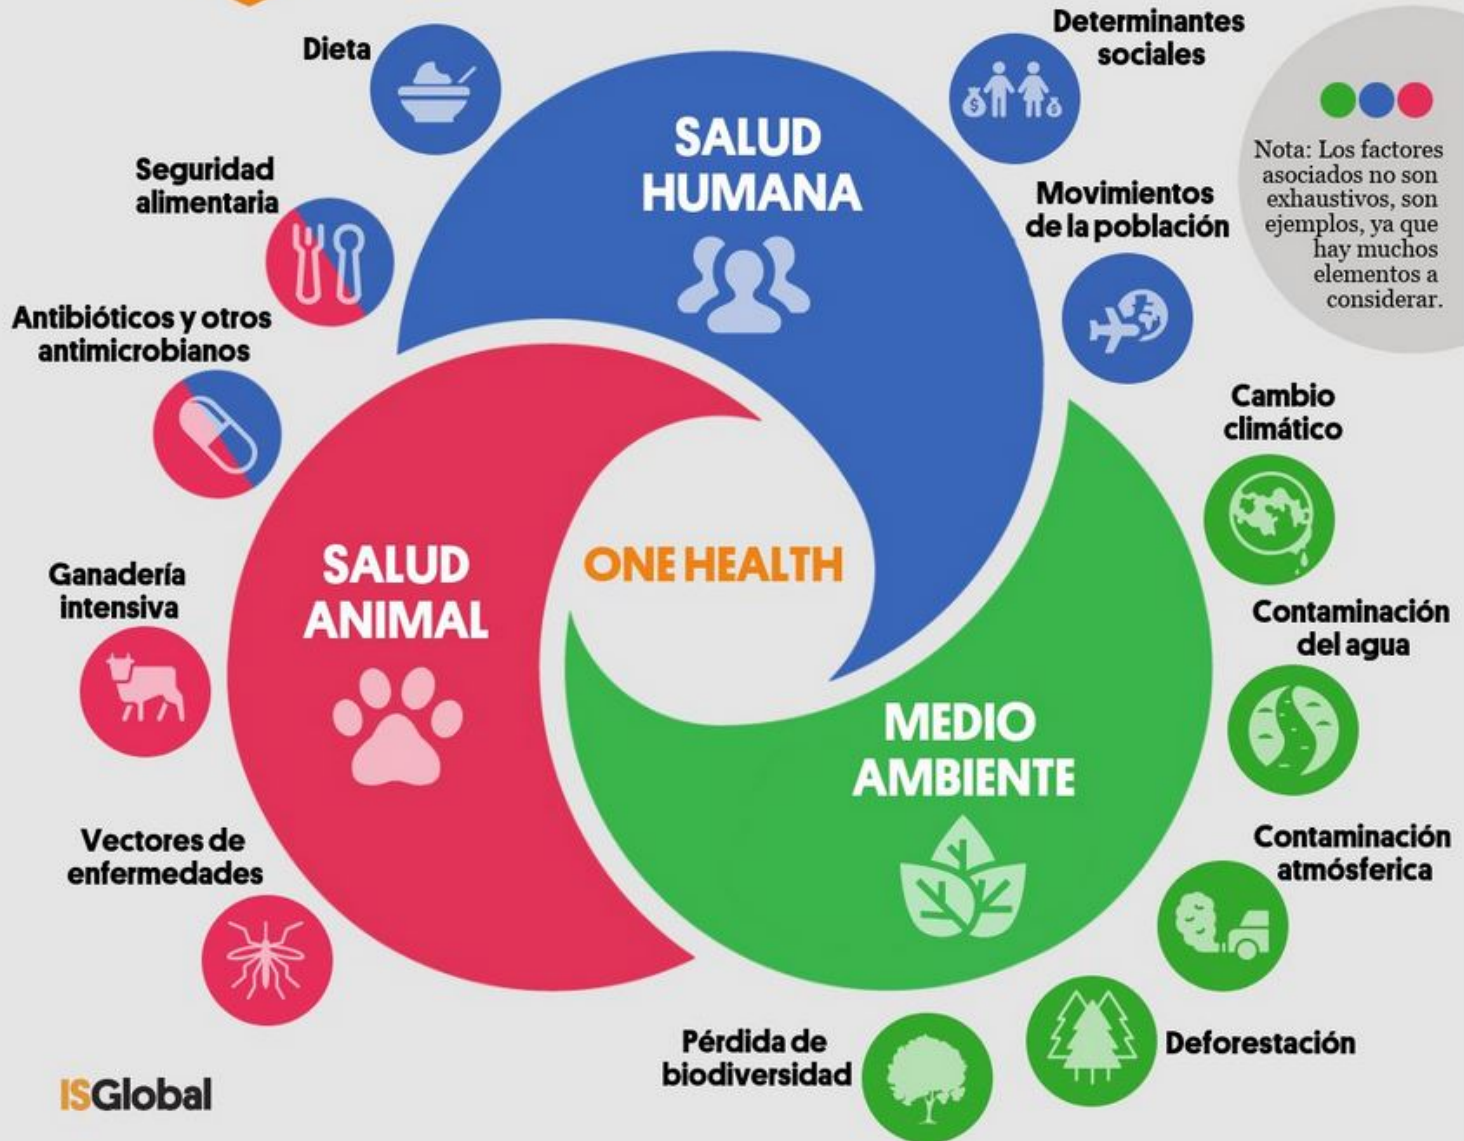 Dieta
Determinantes
sociales
SALUD
HUMANA
Nota: Los factores
asociados no son
exhaustivos, son
ejemplos, ya que
hay muchos
elementos a
considerar.
Seguridad
alimentaria
Movimientos
de la población
Antibióticos y otros
antimicrobianos
Cambio
climático
ONE HEALTH
SALUD
ANIMAL
Ganadería
intensiva
Contaminación
del agua
MEDIO
AMBIENTE
Vectores de
enfermedades
Contaminación
atmósferica
Pérdida de
biodiversidad
Deforestación
ISGlobal
$
$